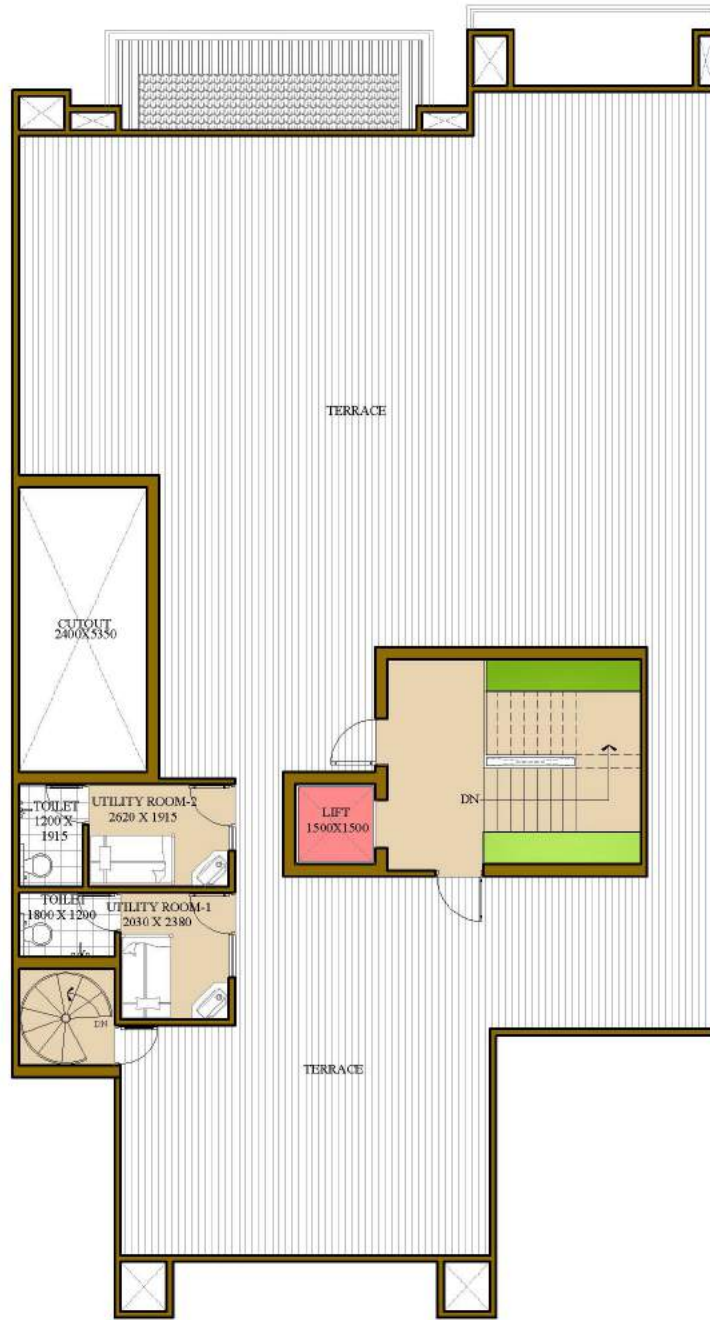 TERRACE
CUTOUT
2400X5350
TOILET
1200 X
1915
UTILITY ROOM-2
2620 X 1915
LIFT
1500X1500
DN
TOILET
1800 X 1200
UTILITY ROOM-1
2030 X 2380
DN
TERRACE